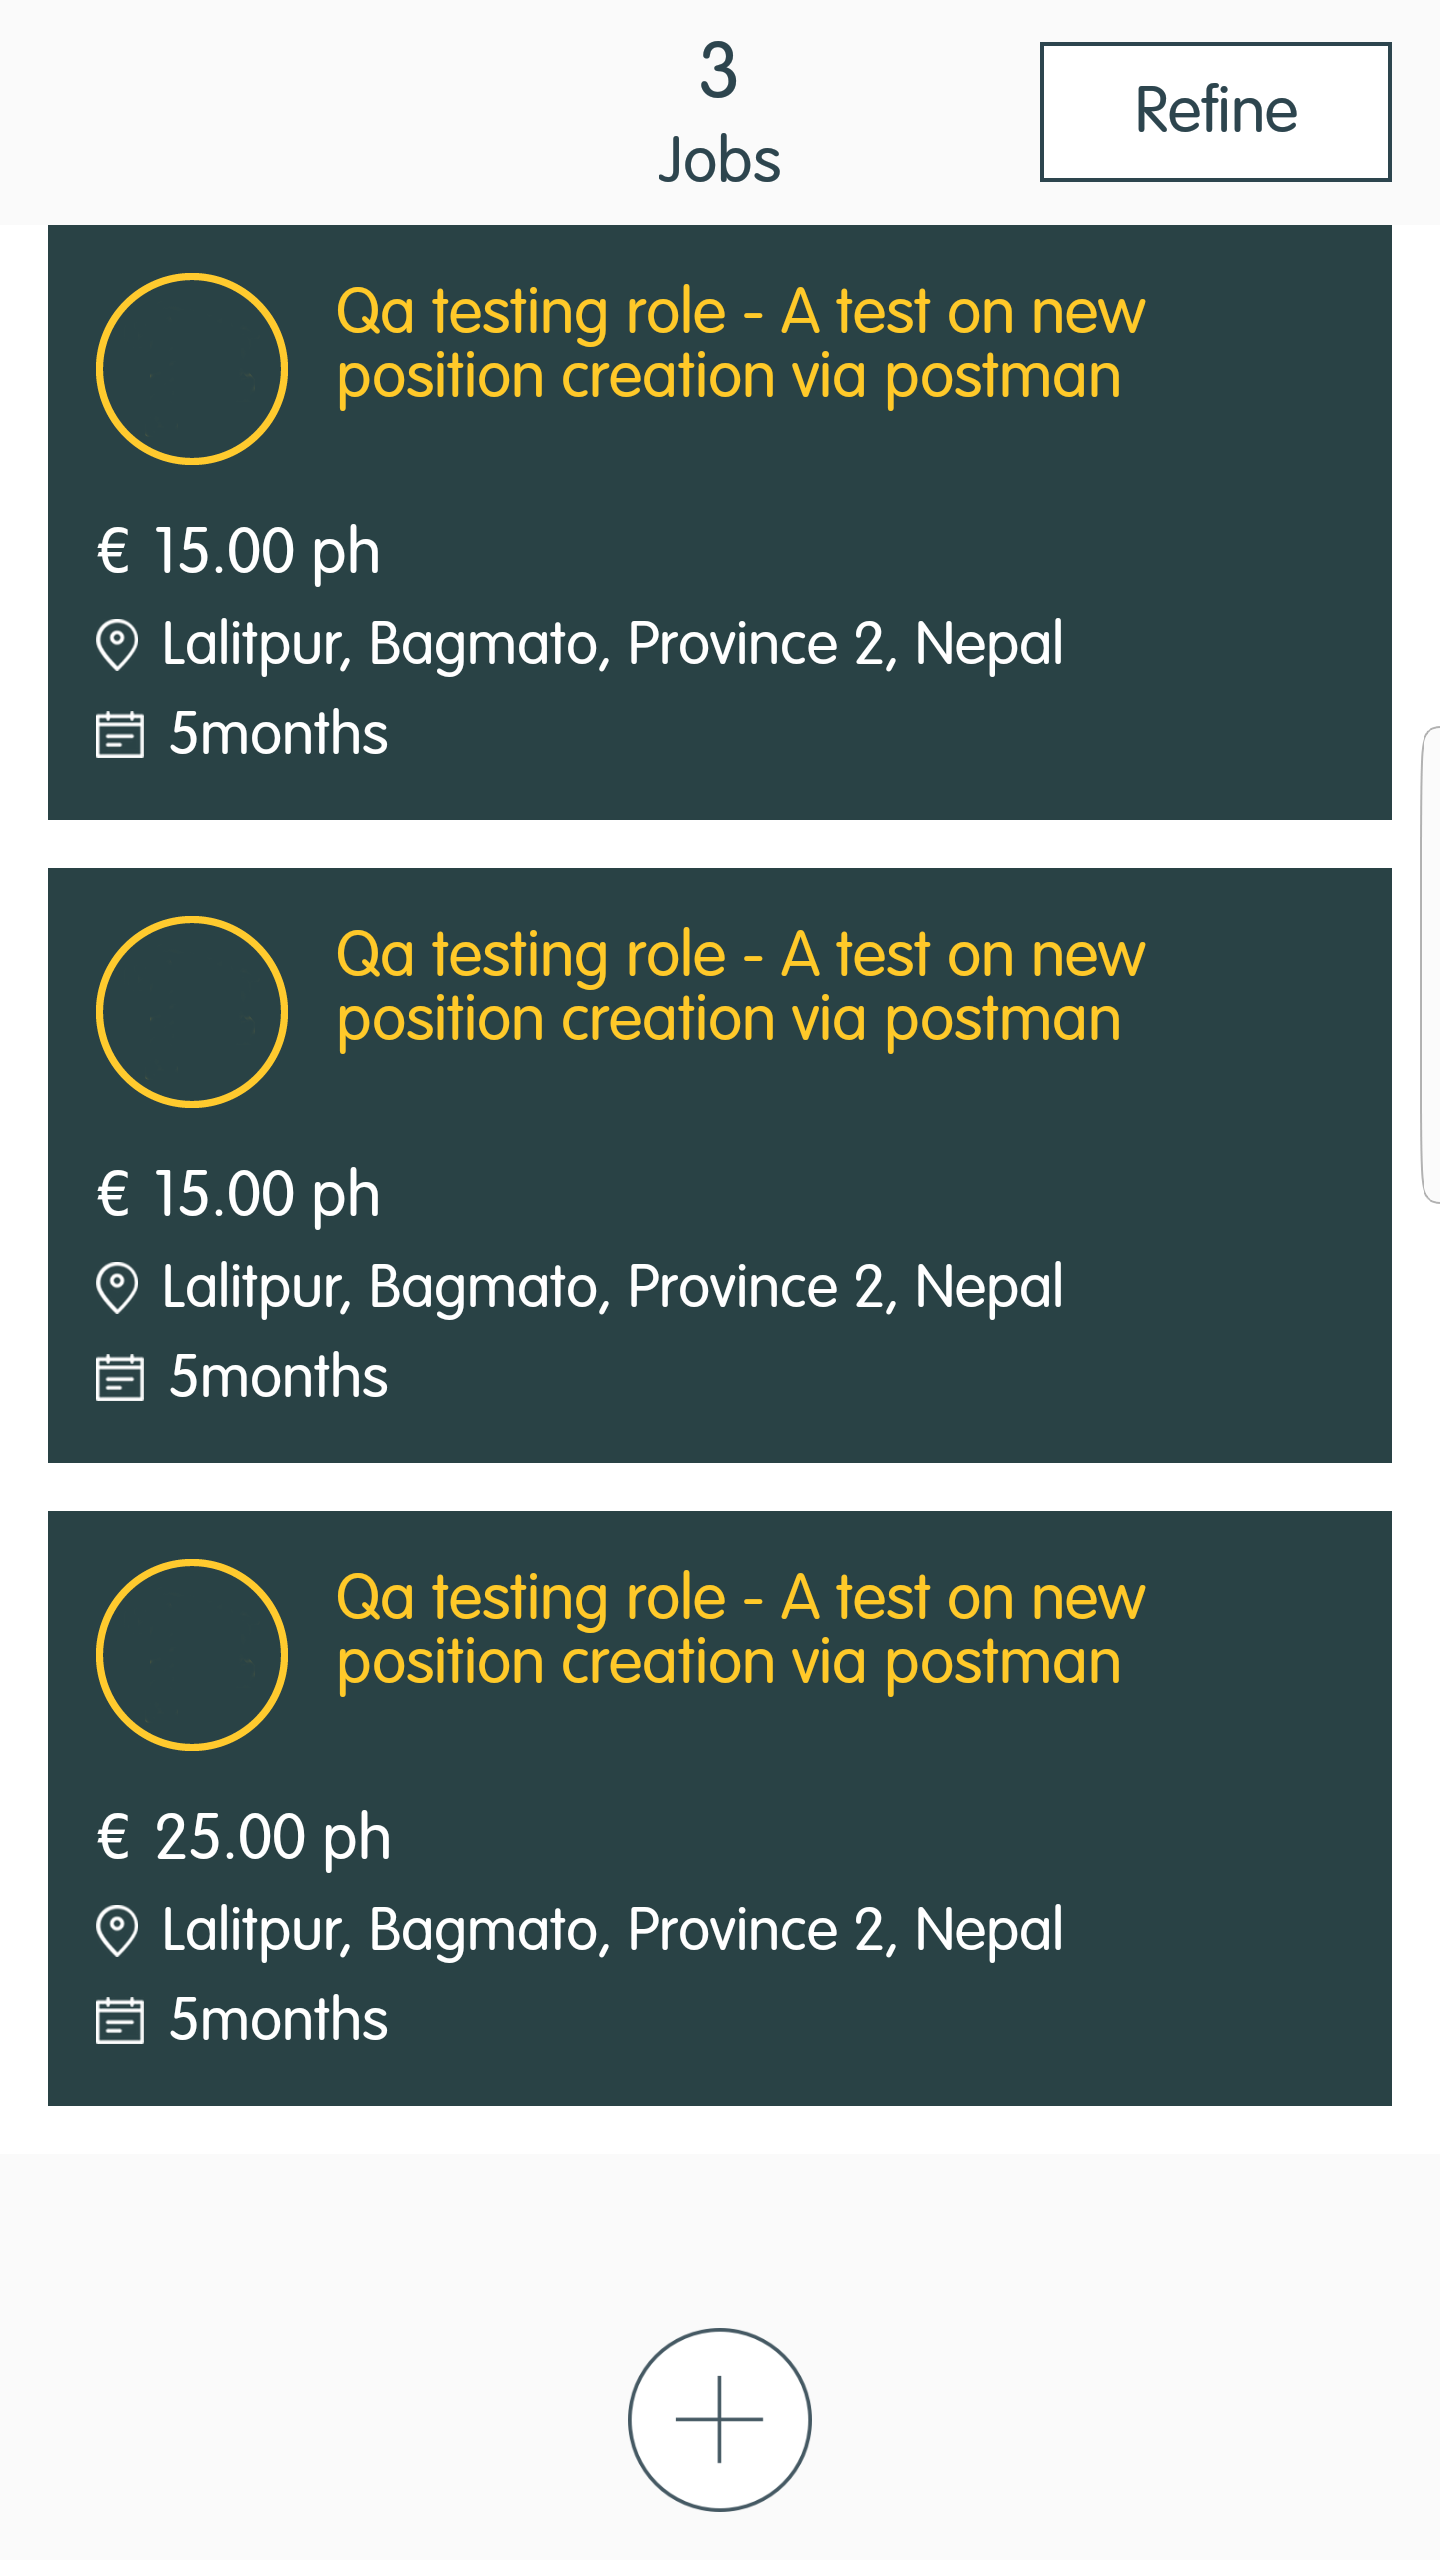 3
Jobs
Refine
Qa testing role - A test on new
position creation via postman
€ 15.00 ph
Lalitpur, Bagmato, Province 2, Nepal
5months
Qa testing role - A test on new
position creation via postman
€ 15.00 ph
Lalitpur, Bagmato, Province 2, Nepal
5months
Qa testing role - A test on new
position creation via postman
€ 25.00 ph
Lalitpur, Bagmato, Province 2, Nepal
5months